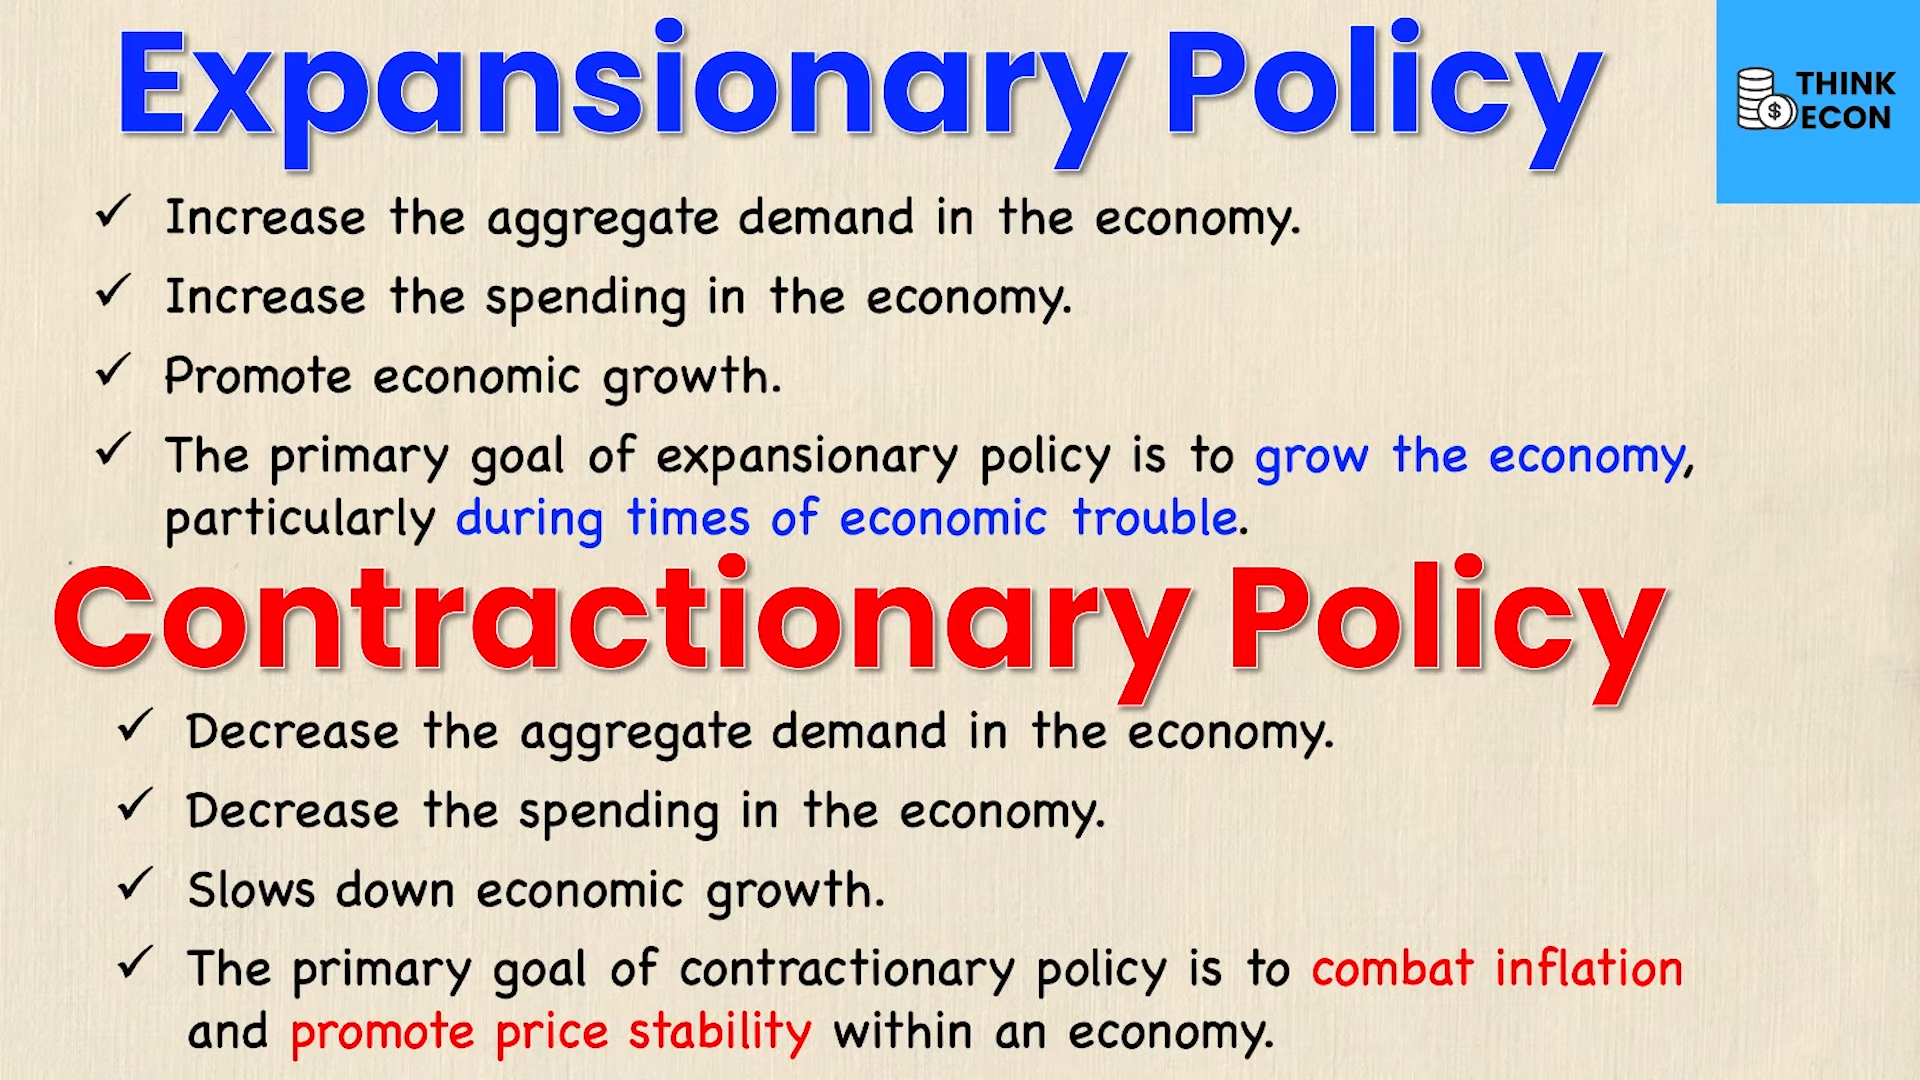 Expansionary Policy
THINK
ECON
$
✓ Increase the aggregate demand in the economy.
✓ Increase the spending in the economy.
✓ Promote economic growth.
✓ The primary goal of expansionary policy is to grow the economy,
particularly during times of economic trouble.
Contractionary Policy
✓ Decrease the aggregate demand in the economy.
✓ Decrease the spending in the economy.
✓ Slows down economic growth.
✓ The primary goal of contractionary policy is to combat inflation
and promote price stability within an economy.